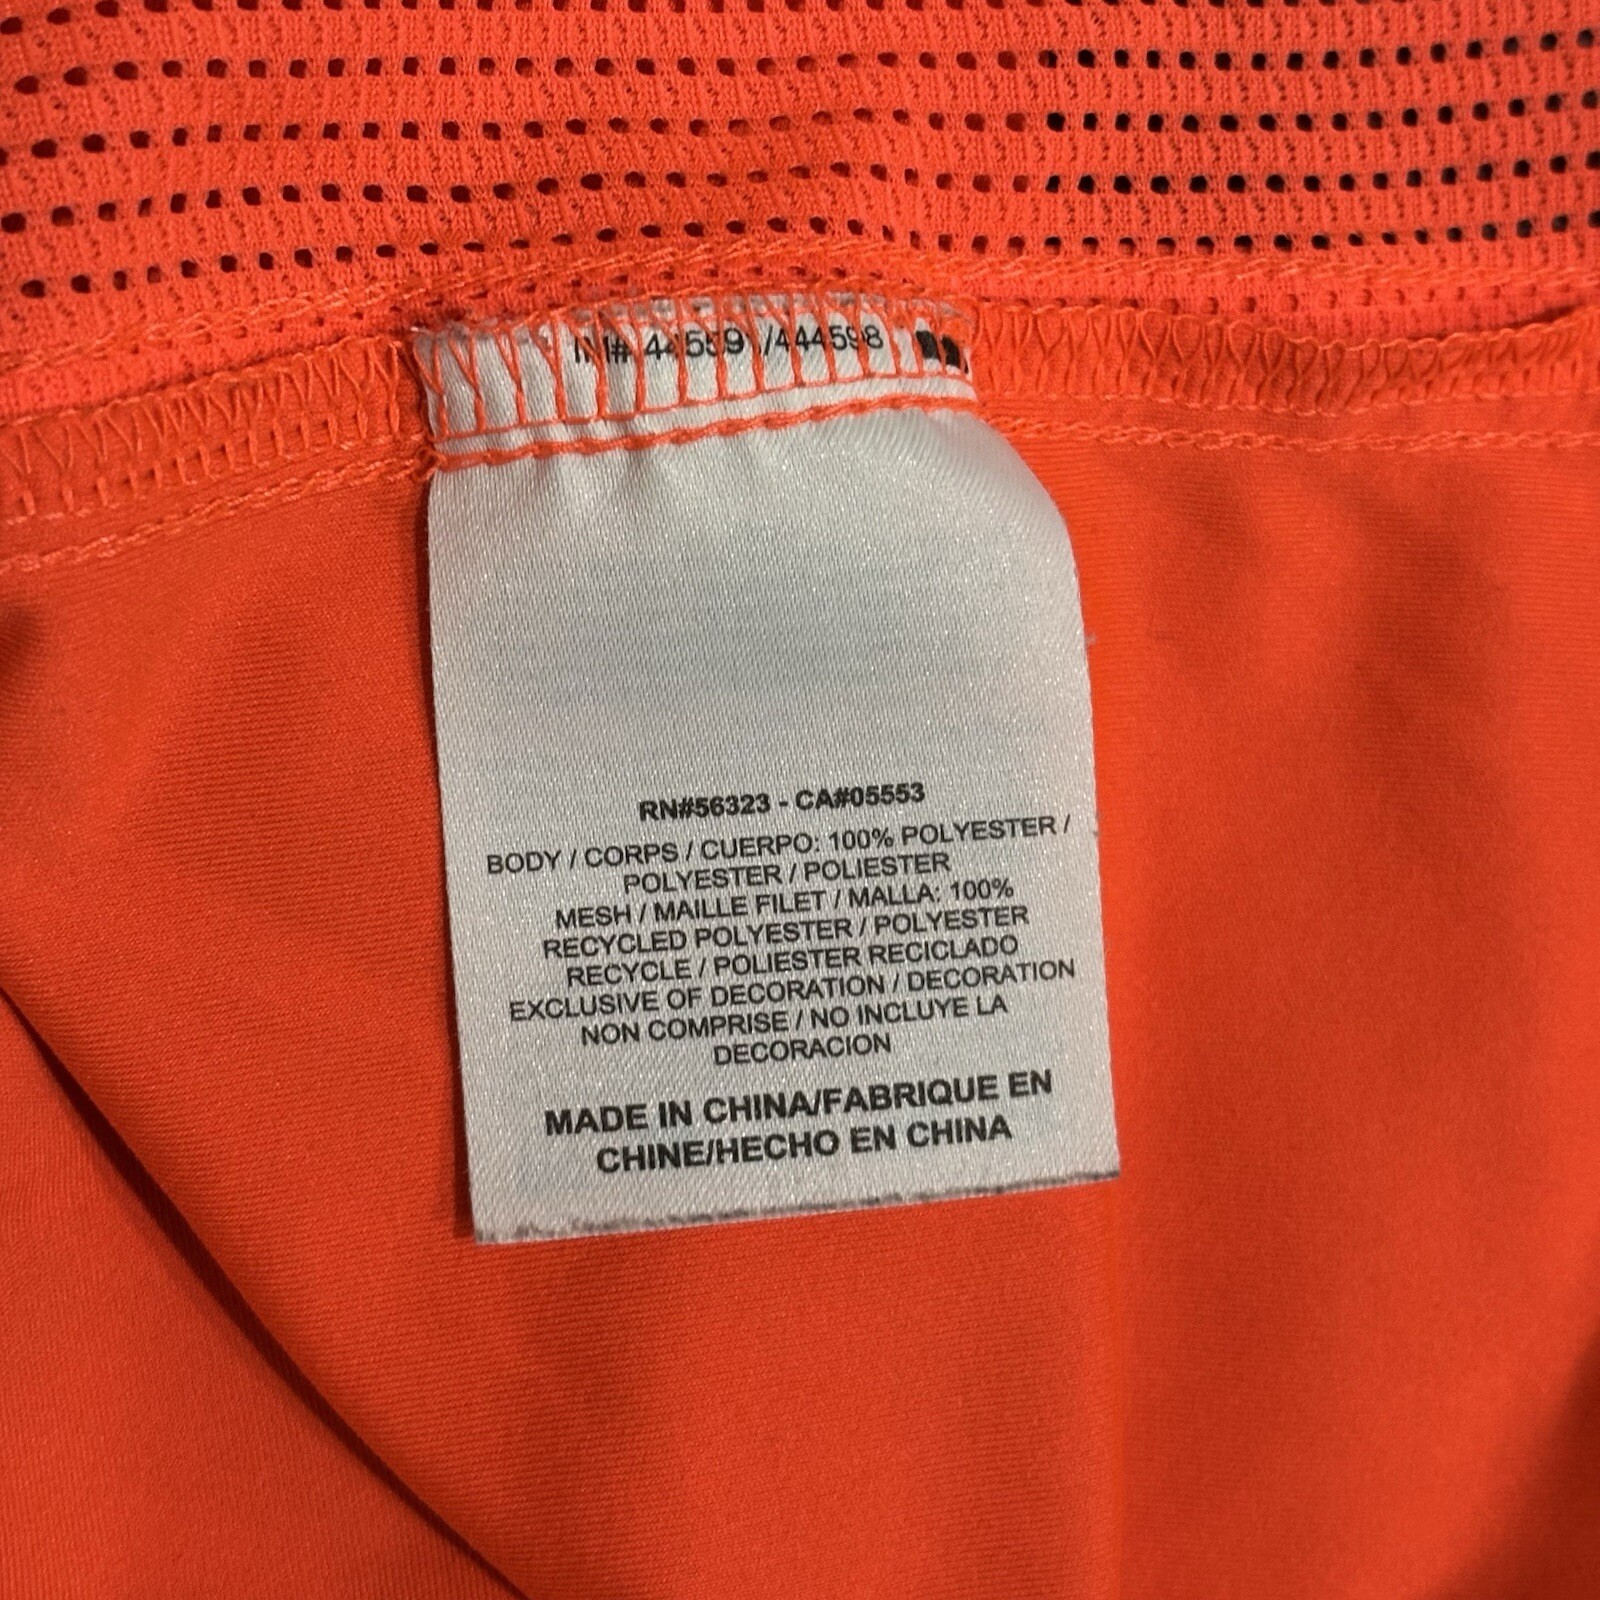 /444598
RN#56323 - CA#05553
BODY / CORPS / CUERPO: 100% POLYESTER /
POLYESTER / POLIESTER
MESH / MAILLE FILET / MALLA: 100%
RECYCLED POLYESTER / POLYESTER
RECYCLE / POLIESTER RECICLADO
EXCLUSIVE OF DECORATION / DECORATION
NON COMPRISE / NO INCLUYE LA
DECORACION
MADE IN CHINA/FABRIQUE EN
CHINE/HECHO EN CHINA